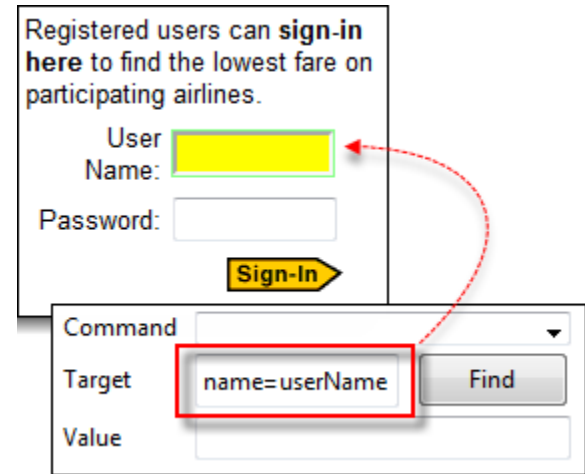 Registered users can sign-in
here to find the lowest fare on
participating airlines.
User
Name:
Password:
Sign-In
Command
Target name=userName Find
Value